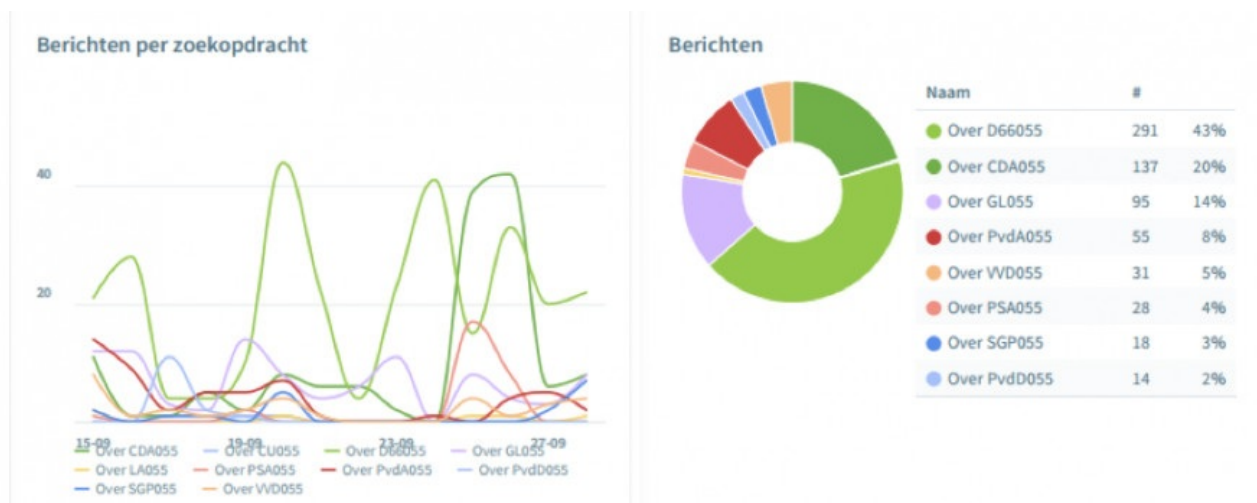 Berichten per zoekopdracht
40
20
15-09 19-09 23-09 27-09
Over CDA055 Over CU055 Over D66055 Over GL055
Over LA055 Over PSA055 Over PvdA055 Over PvdD055
Over SGP055 Over VVD055
Berichten
Naam #
Over D66055 291 43%
Over CDA055 137 20%
Over GL055 95 14%
Over PvdA055 55 8%
Over VVD055 31 5%
Over PSA055 28 4%
Over SGP055 18 3%
Over PvdD055 14 2%